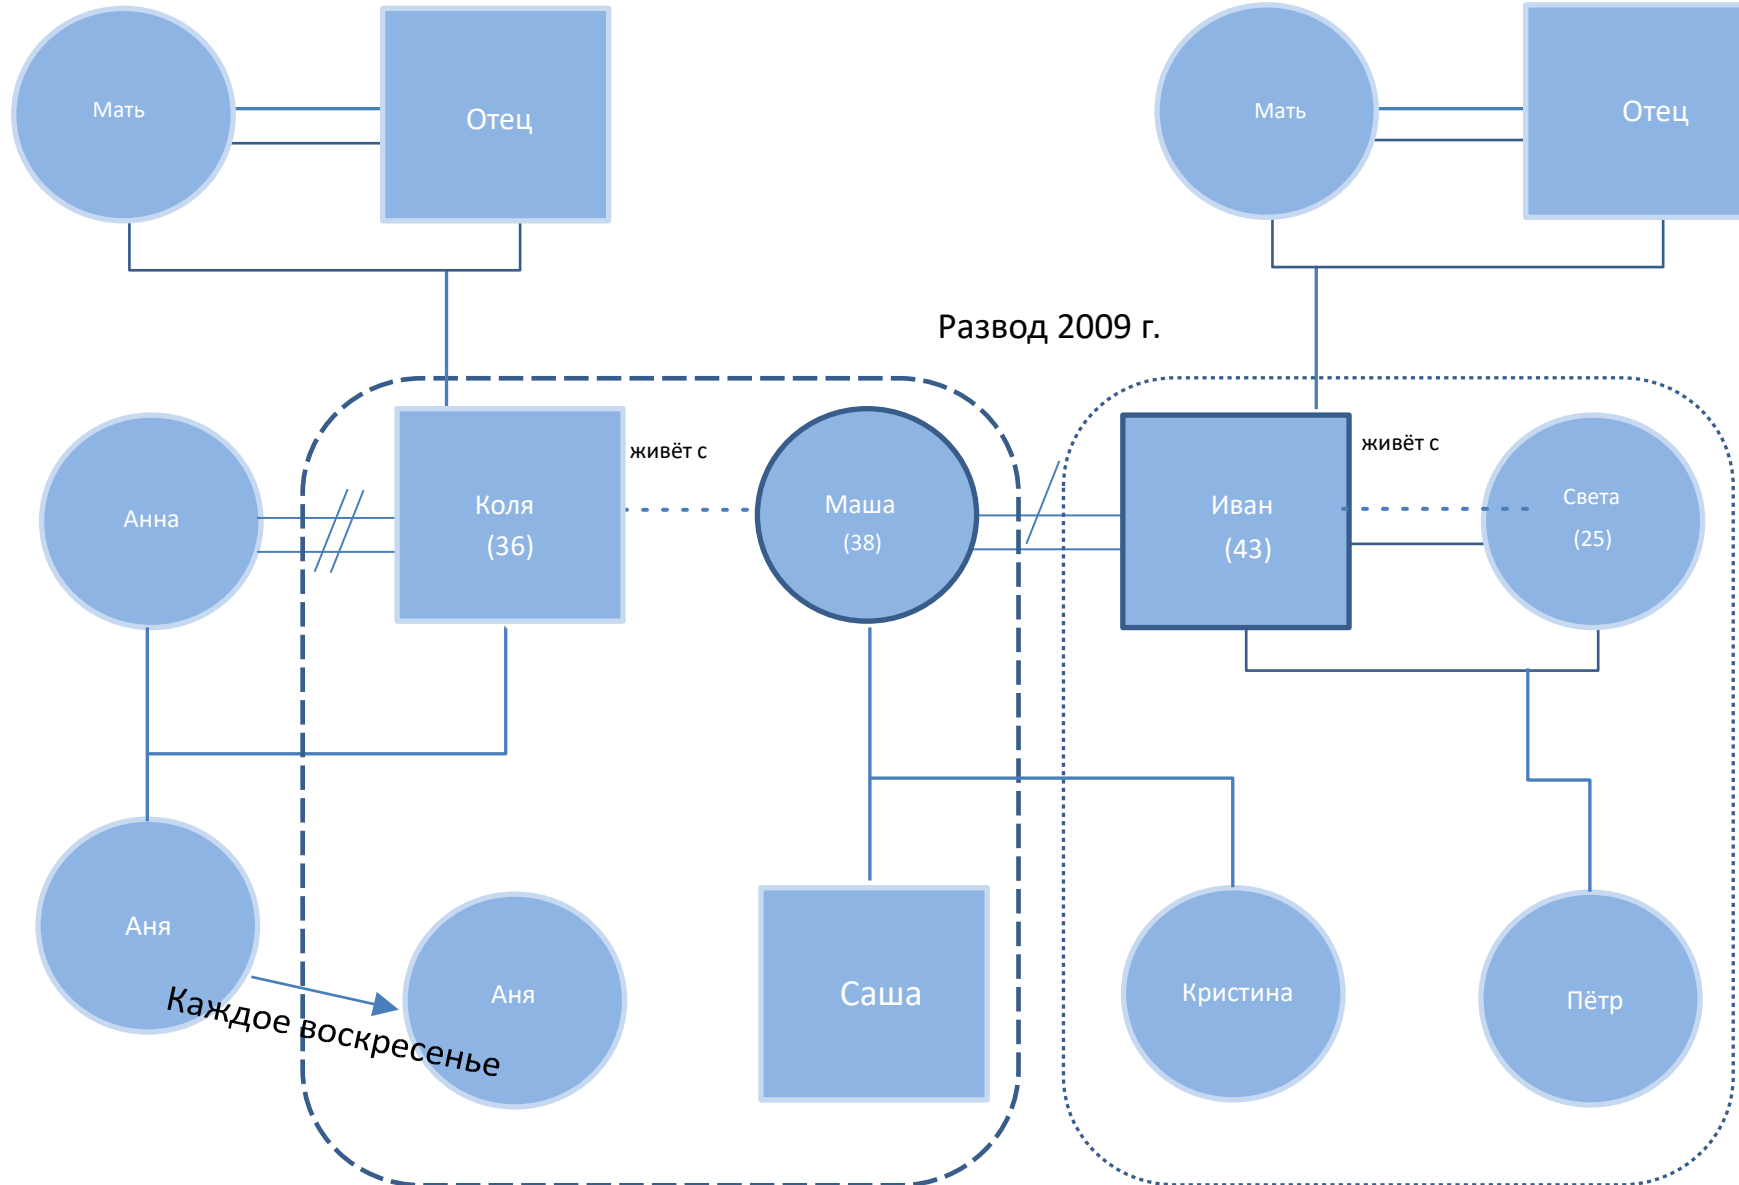 Мать
Отец
Мать
Отец
Развод 2009 г.
Анна
Коля
(36)
живёт с
Маша
(38)
Иван
(43)
живёт с
Света
(25)
Аня
Каждое воскресенье
Аня
Саша
Кристина
Пётр